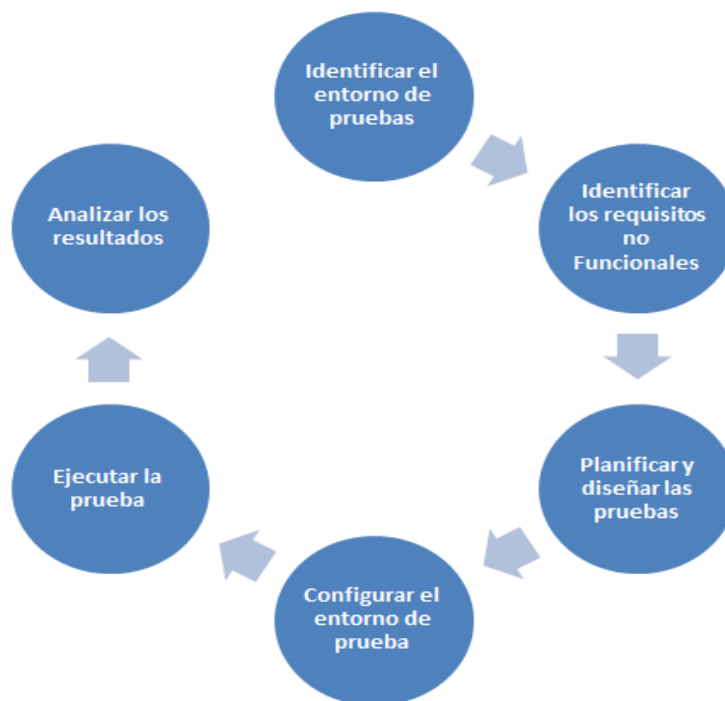 Identificar el
entorno de
pruebas
Identificar
los requisitos
no
Funcionales
Planificar y
diseñar las
pruebas
Configurar el
entorno de
prueba
Ejecutar la
prueba
Analizar los
resultados